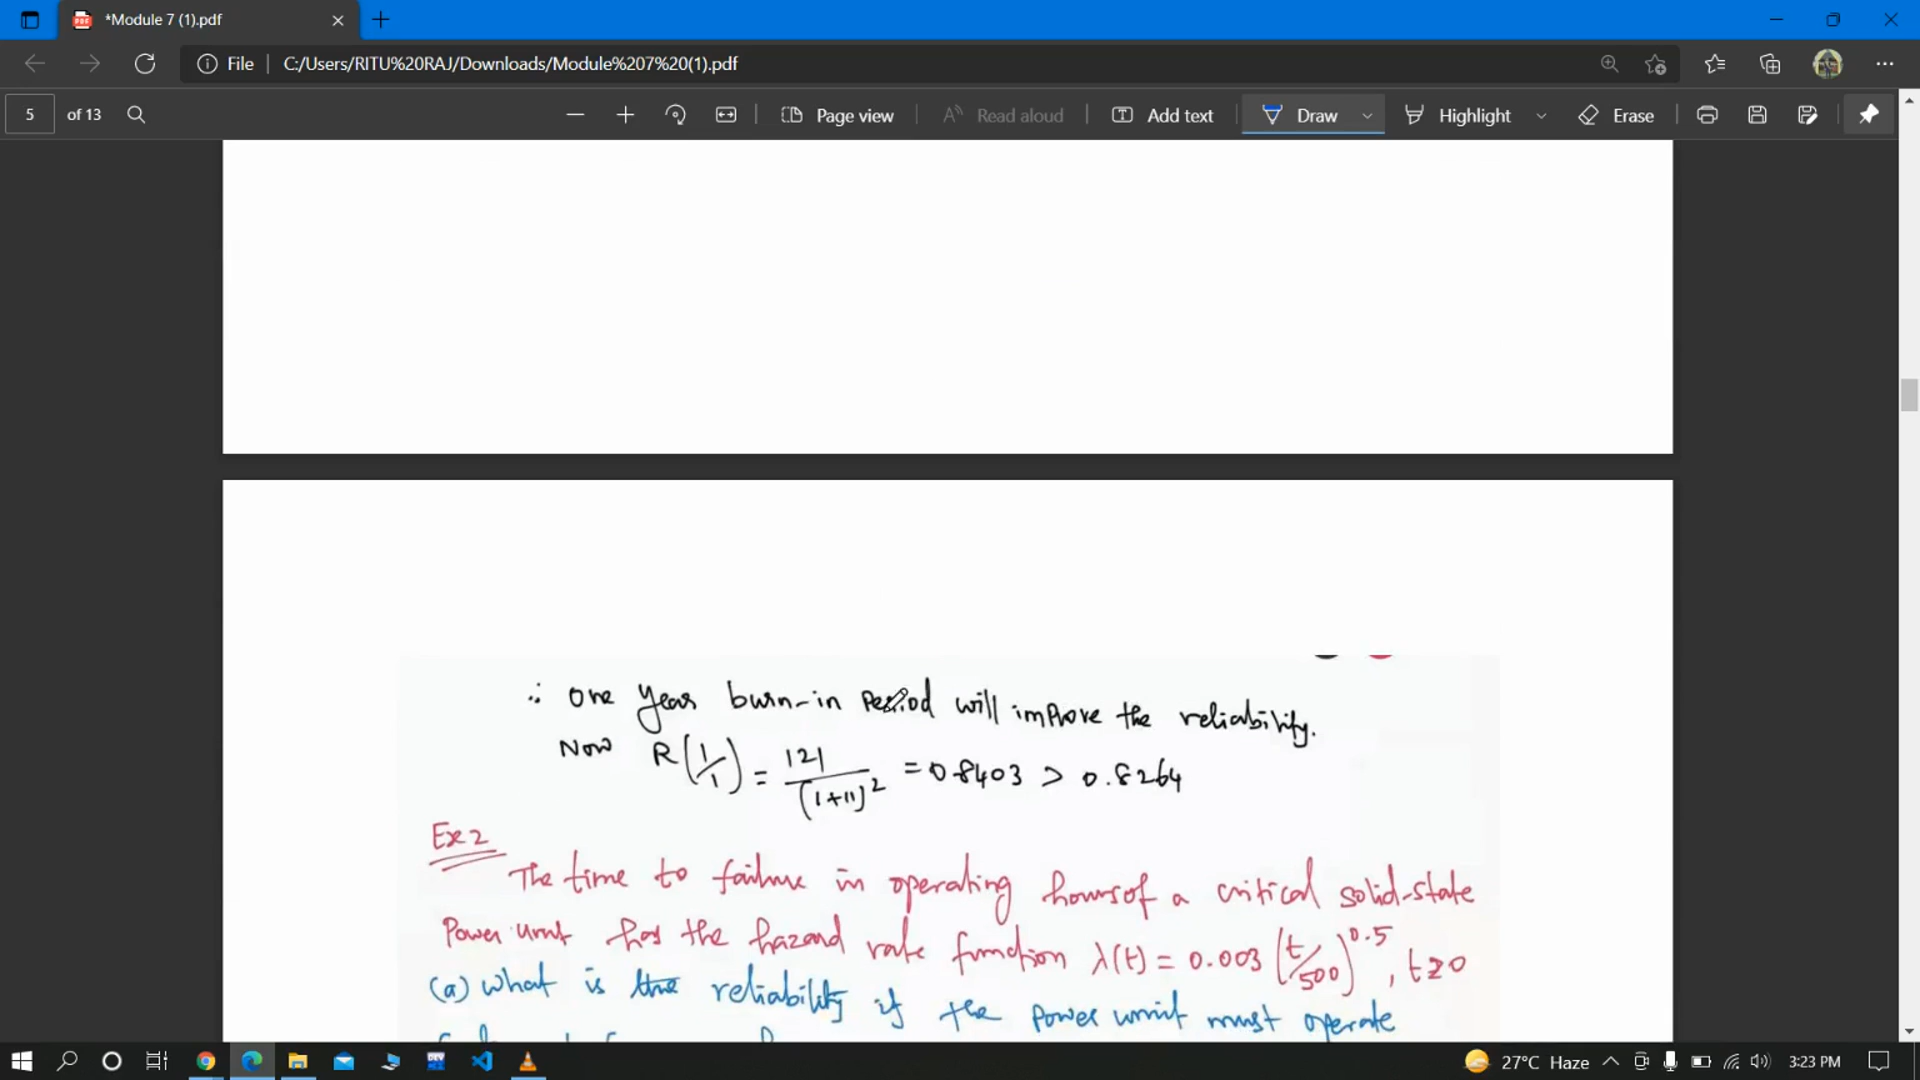 *Module 7 (1).pdf
File C:/Users/RITU%20RAJ/Downloads/Module%207%20(1).pdf
5 of 13 Page view Read aloud Add text Draw Highlight Erase
∴ one year burn-in period will improve the reliability.
Now R(1/1) = 121/(1+11)² = 0.8403 > 0.8264
Ex2
The time to failure in operating hours of a critical solid-state
Power unit has the hazard rate function λ(t) = 0.003 (t/500)^0.5, t≥0
(a) what is the reliability if the power unit must operate
27°C Haze 3:23 PM